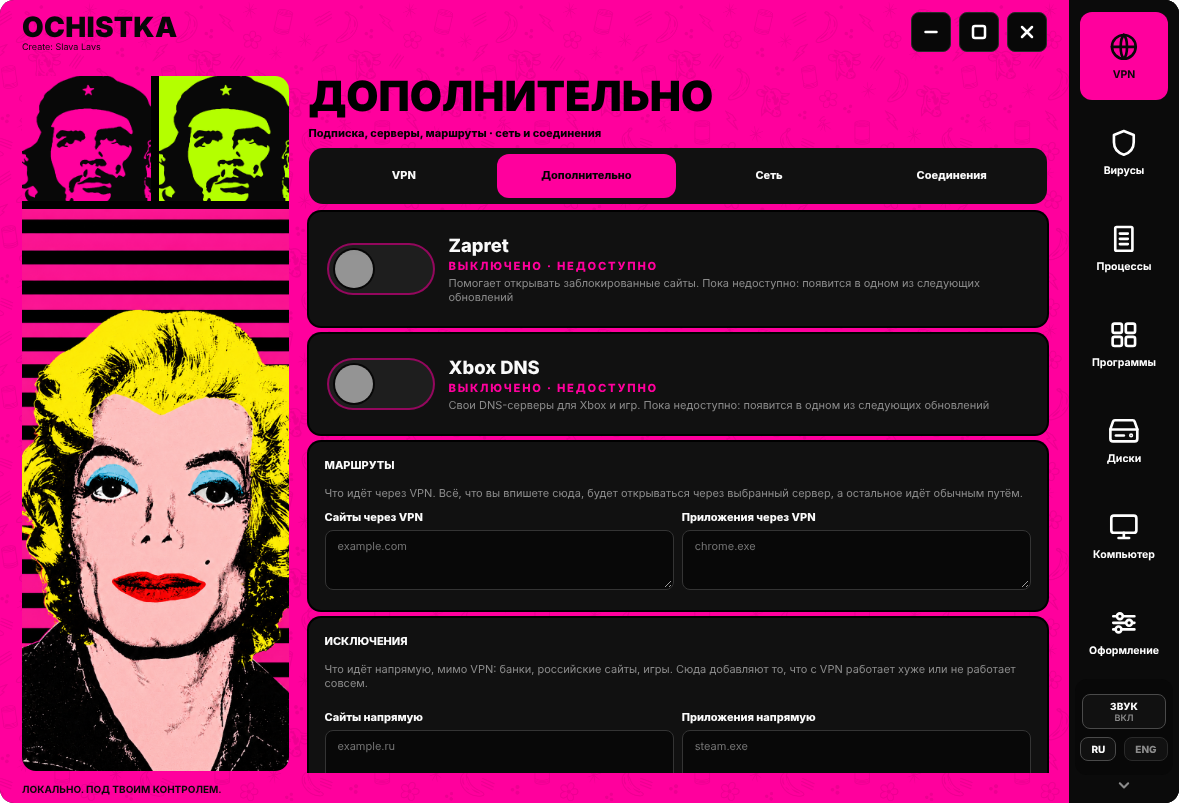 OCHISTKA
Create: Slava Lavs
ДОПОЛНИТЕЛЬНО
Подписка, серверы, маршруты · сеть и соединения
VPN
Дополнительно
Сеть
Соединения
Zapret
ВЫКЛЮЧЕНО · НЕДОСТУПНО
Помогает открывать заблокированные сайты. Пока недоступно: появится в одном из следующих
обновлений
Xbox DNS
ВЫКЛЮЧЕНО · НЕДОСТУПНО
Свои DNS-серверы для Xbox и игр. Пока недоступно: появится в одном из следующих обновлений
МАРШРУТЫ
Что идёт через VPN. Всё, что вы впишете сюда, будет открываться через выбранный сервер, а остальное идёт обычным путём.
Сайты через VPN
Приложения через VPN
example.com
chrome.exe
ИСКЛЮЧЕНИЯ
Что идёт напрямую, мимо VPN: банки, российские сайты, игры. Сюда добавляют то, что с VPN работает хуже или не работает
совсем.
Сайты напрямую
Приложения напрямую
example.ru
steam.exe
ЛОКАЛЬНО. ПОД ТВОИМ КОНТРОЛЕМ.
VPN
Вирусы
Процессы
Программы
Диски
Компьютер
Оформление
ЗВУК
ВКЛ
RU
ENG